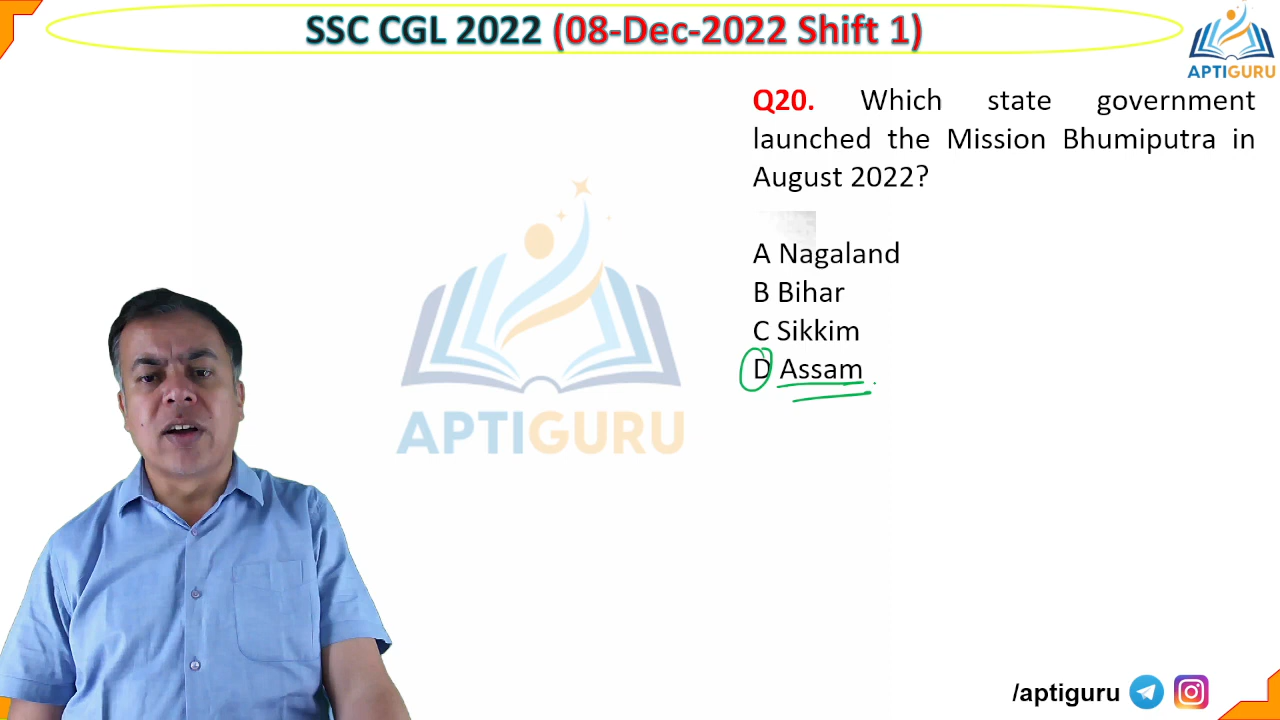 SSC CGL 2022 (08-Dec-2022 Shift 1)
APTIGURU
Q20. Which state government
launched the Mission Bhumiputra in
August 2022?
A Nagaland
B Bihar
C Sikkim
D Assam
APTIGURU
/aptiguru